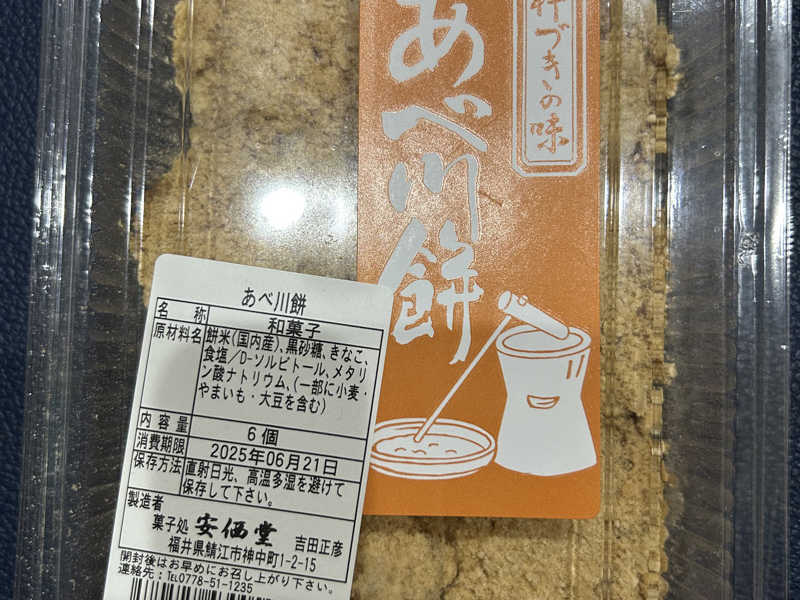 杵づきの味
あべ川餅
あべ川餅
名称 和菓子
原材料名 餅米(国内産)、黒砂糖、きなこ、
食塩/D-ソルビトール、メタリ
ン酸ナトリウム、(一部に小麦・
やまいも・大豆を含む)
内容量 6個
消費期限 2025年06月21日
保存方法 直射日光、高温多湿を避けて
保存して下さい。
製造者
菓子処 安価堂 吉田正彦
福井県鯖江市神中町1-2-15
開封後はお早めにお召し上がり下さい。
連絡先:℡0778-51-1235